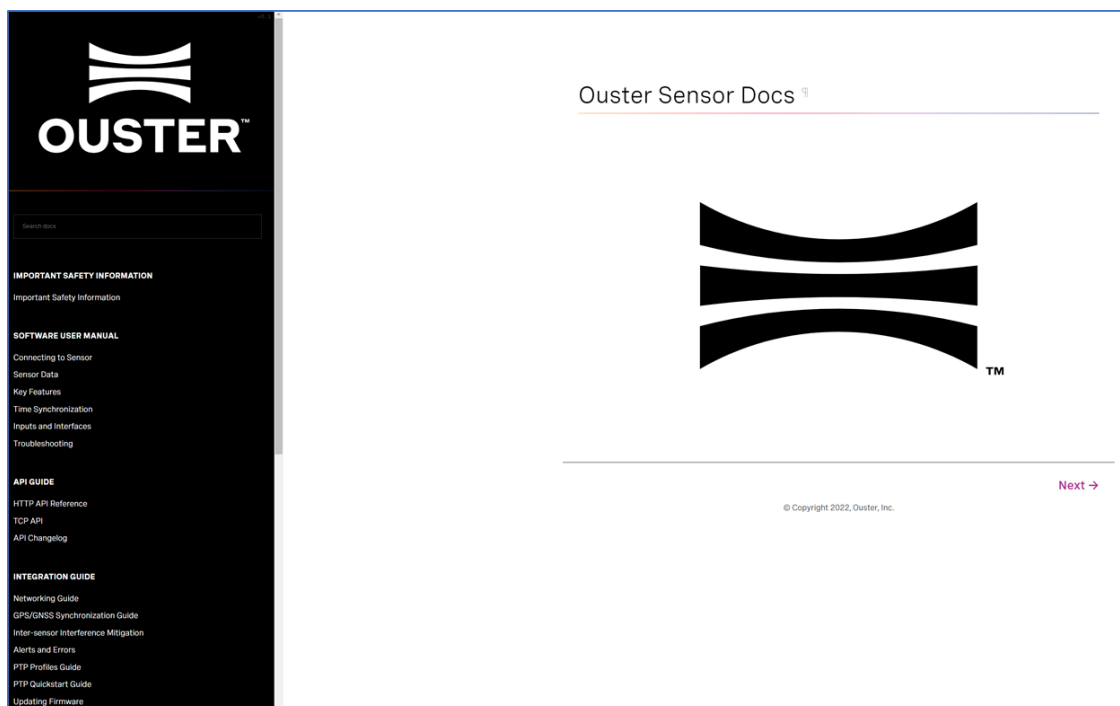 OUSTER™
Search docs
IMPORTANT SAFETY INFORMATION
Important Safety Information
SOFTWARE USER MANUAL
Connecting to Sensor
Sensor Data
Key Features
Time Synchronization
Inputs and Interfaces
Troubleshooting
API GUIDE
HTTP API Reference
TCP API
API Changelog
INTEGRATION GUIDE
Networking Guide
GPS/GNSS Synchronization Guide
Inter-sensor Interference Mitigation
Alerts and Errors
PTP Profiles Guide
PTP Quickstart Guide
Updating Firmware
Ouster Sensor Docs ¶
TM
Next →
© Copyright 2022, Ouster, Inc.